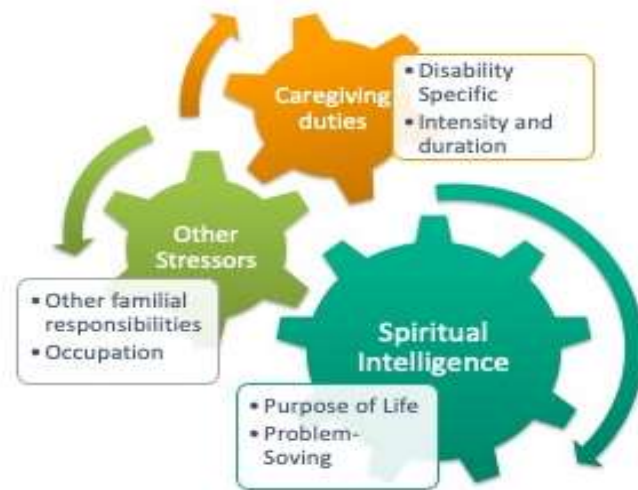 Caregiving
duties
• Disability
Specific
• Intensity and
duration
Other
Stressors
• Other familial
responsibilities
• Occupation
Spiritual
Intelligence
• Purpose of Life
• Problem-
Soving